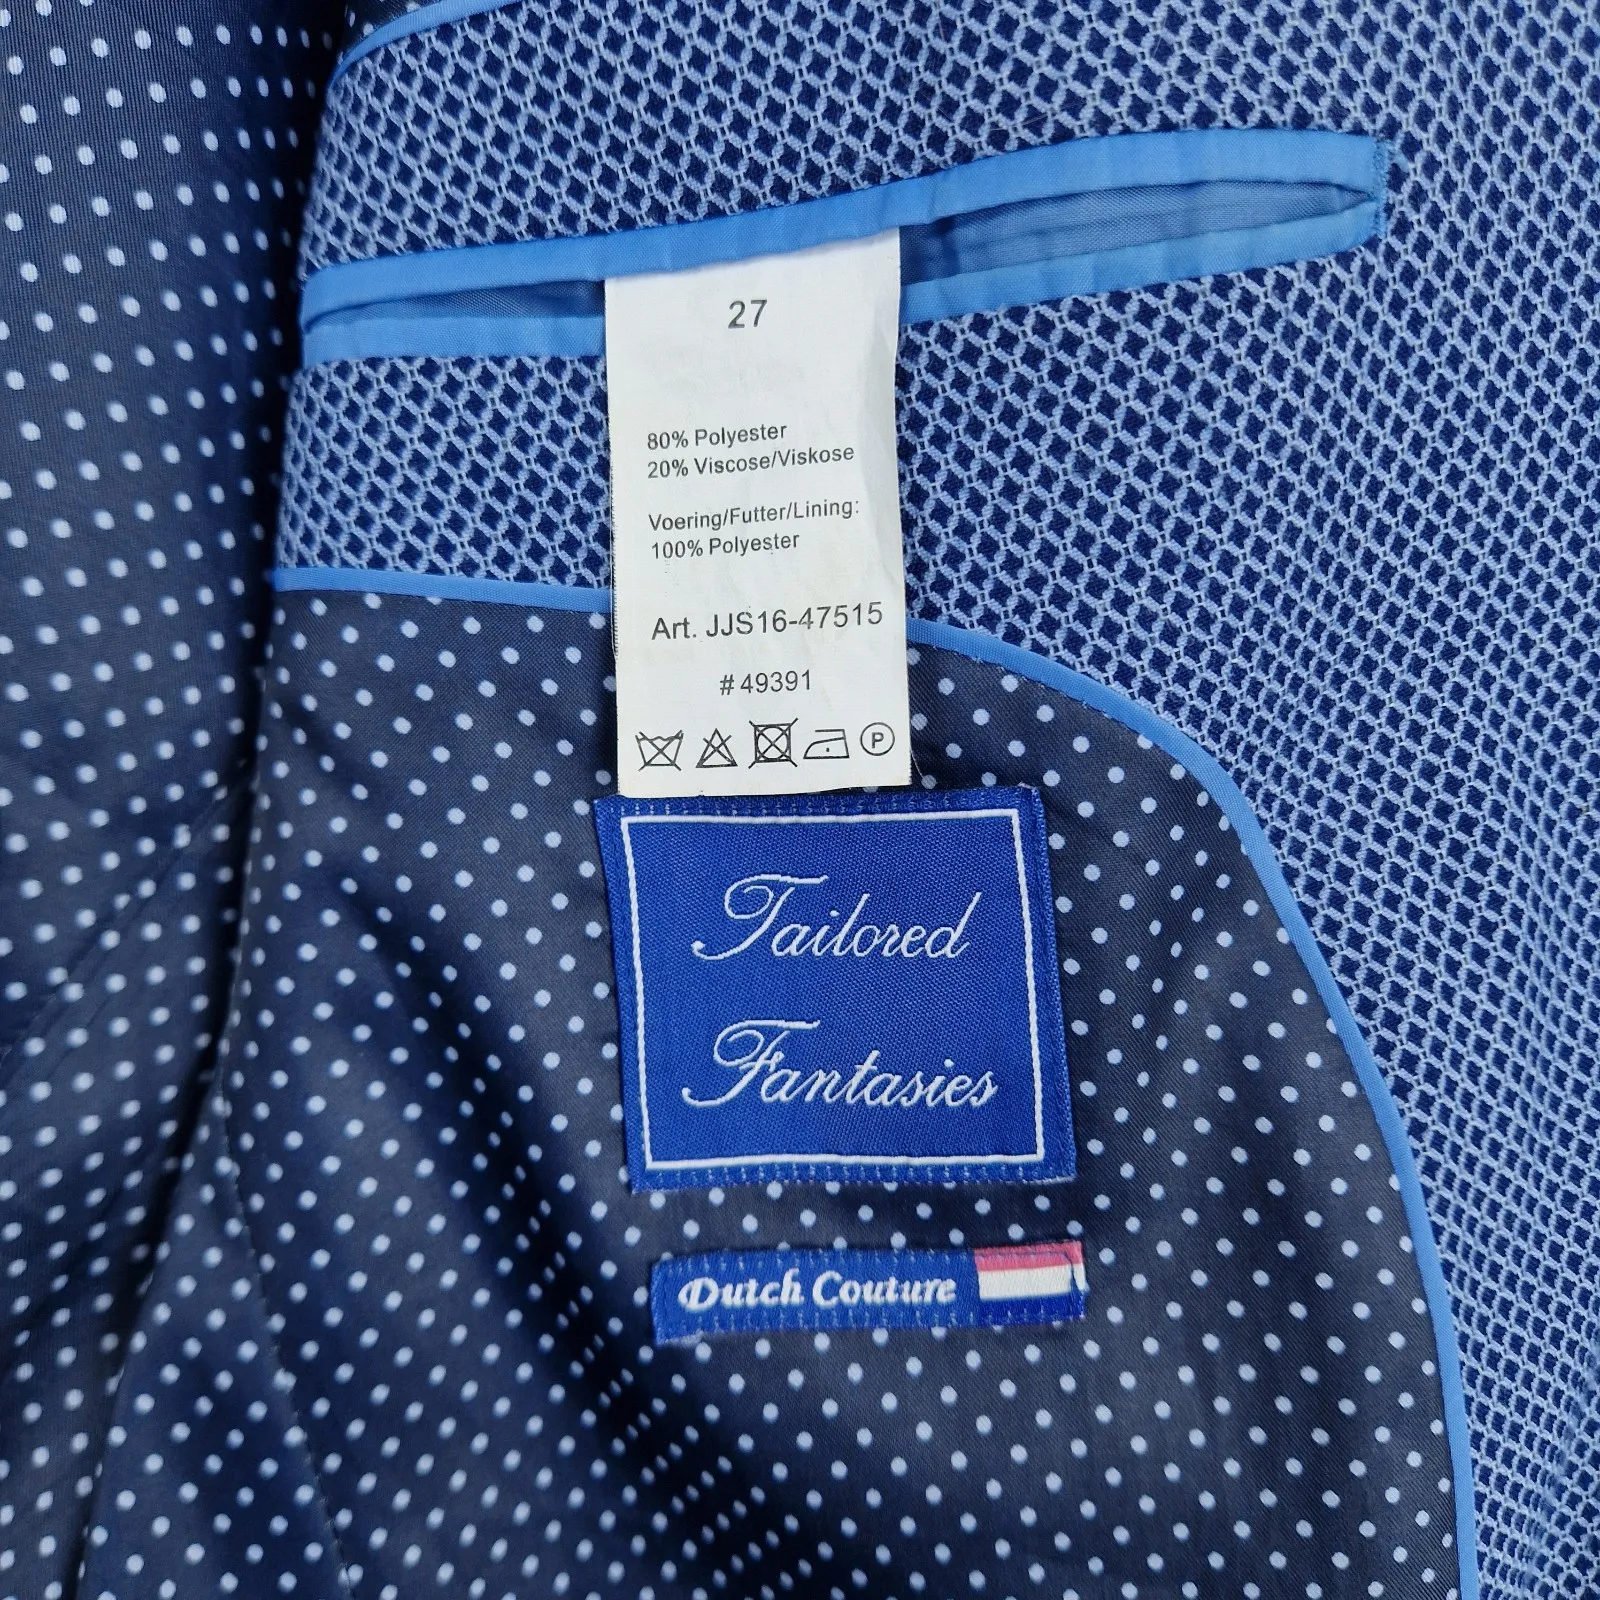 27
80% Polyester
20% Viscose/Viskose
Voering/Futter/Lining:
100% Polyester
Art. JJS16-47515
#49391
P
Tailored
Fantasies
Dutch Couture